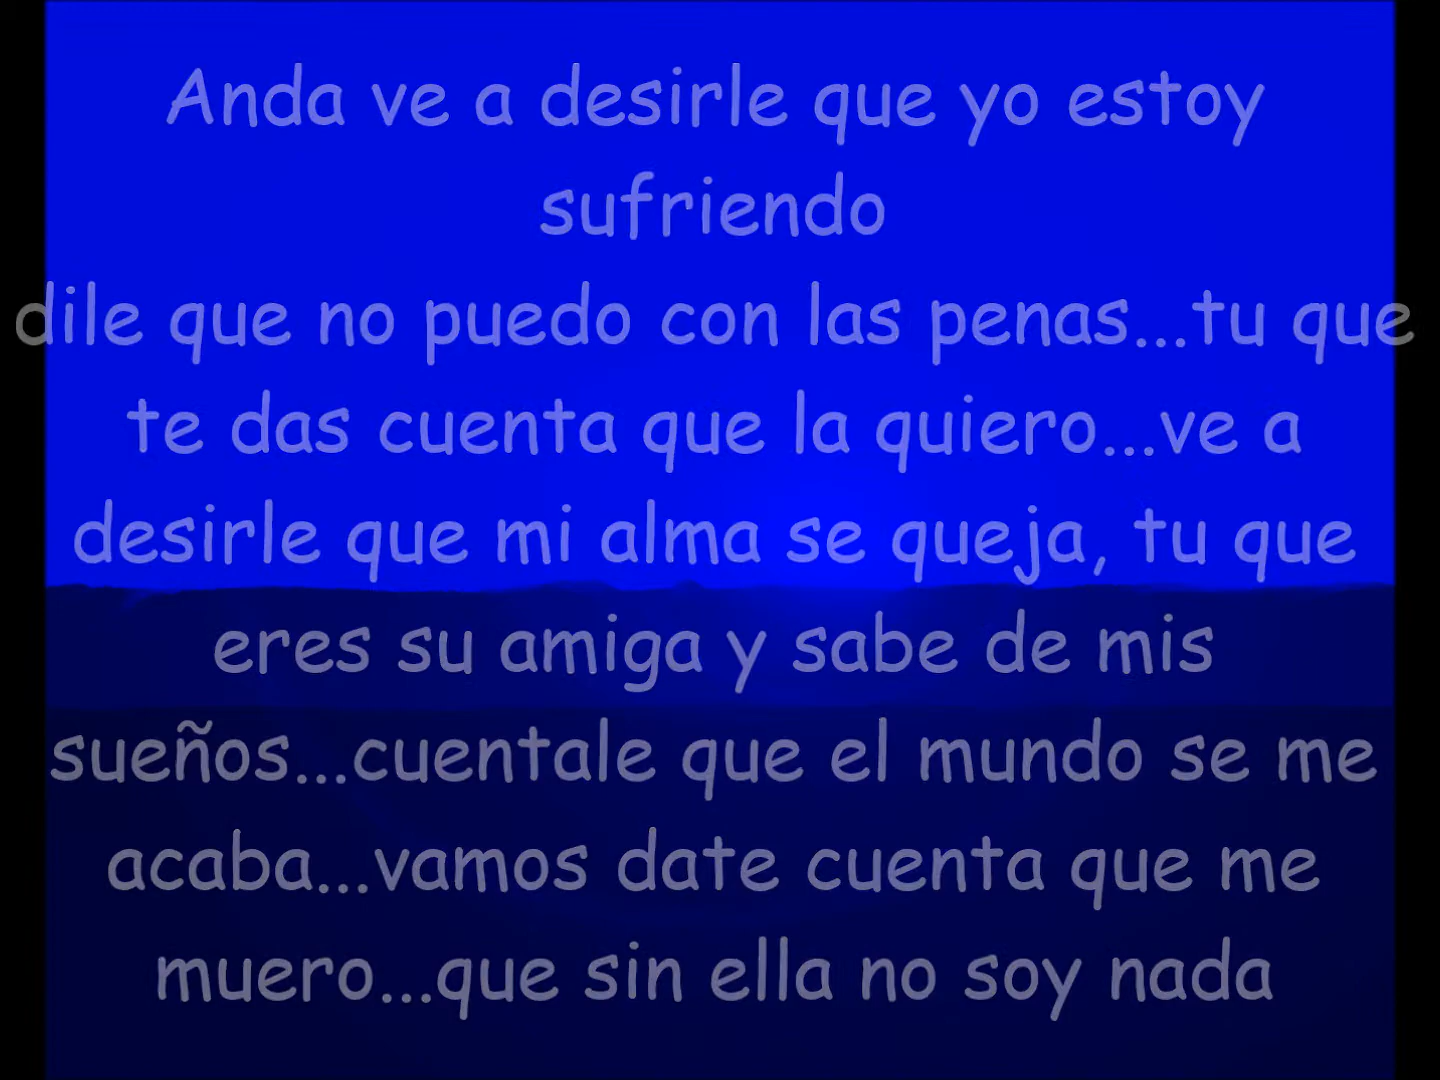 Anda ve a desirle que yo estoy
sufriendo
dile que no puedo con las penas...tu que
te das cuenta que la quiero...ve a
desirle que mi alma se queja, tu que
eres su amiga y sabe de mis
sueños...cuentale que el mundo se me
acaba...vamos date cuenta que me
muero...que sin ella no soy nada